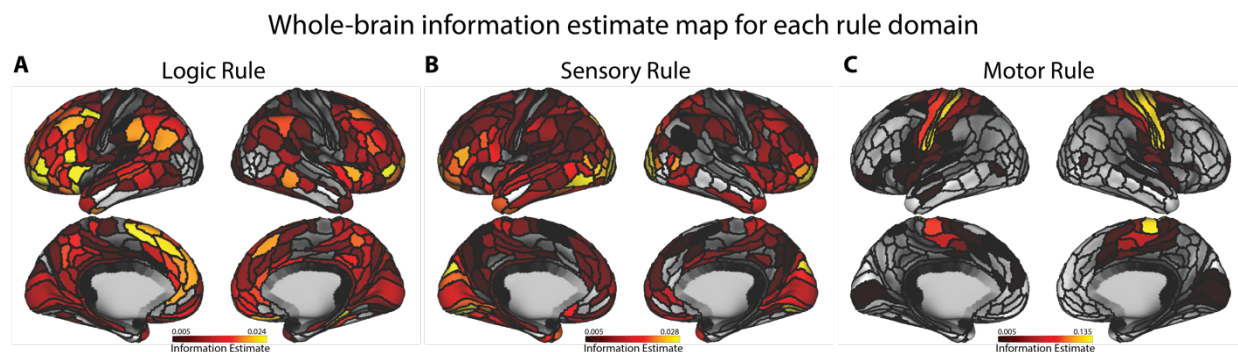 Whole-brain information estimate map for each rule domain
A Logic Rule
B Sensory Rule
C Motor Rule
0.005 0.024
Information Estimate
0.005 0.028
Information Estimate
0.005 0.135
Information Estimate